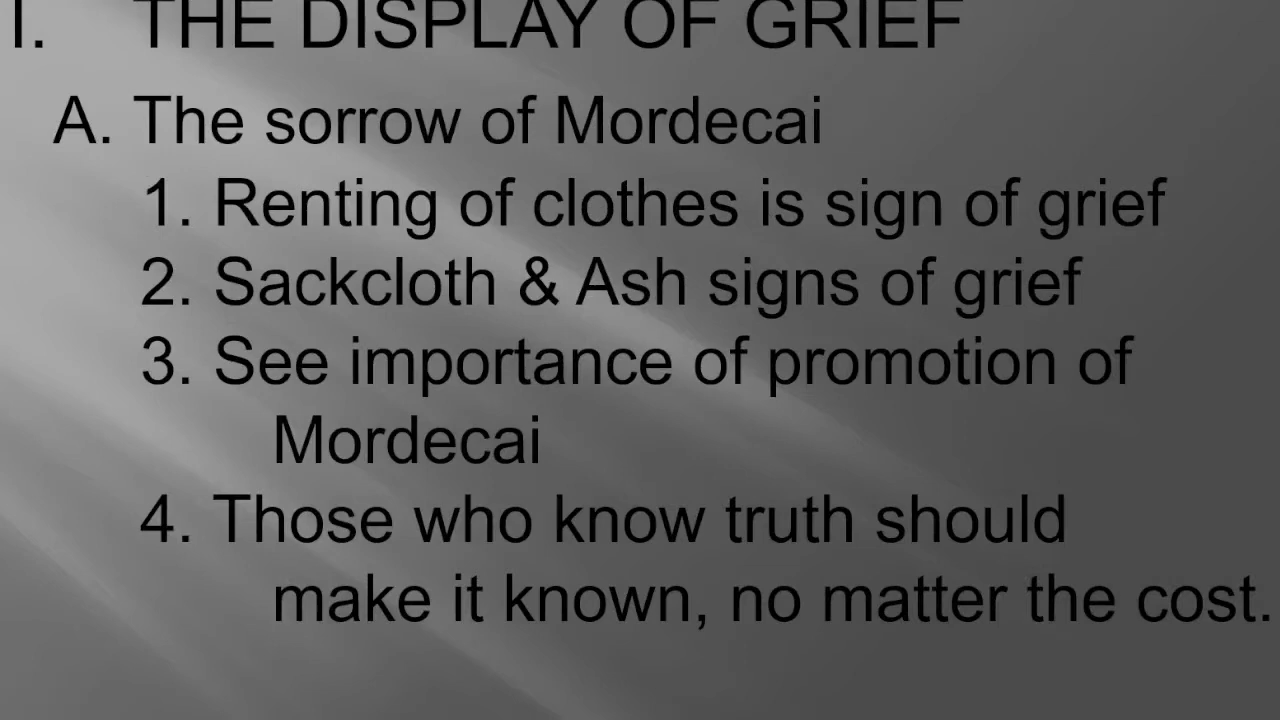 I. THE DISPLAY OF GRIEF
A. The sorrow of Mordecai
1. Renting of clothes is sign of grief
2. Sackcloth & Ash signs of grief
3. See importance of promotion of
Mordecai
4. Those who know truth should
make it known, no matter the cost.